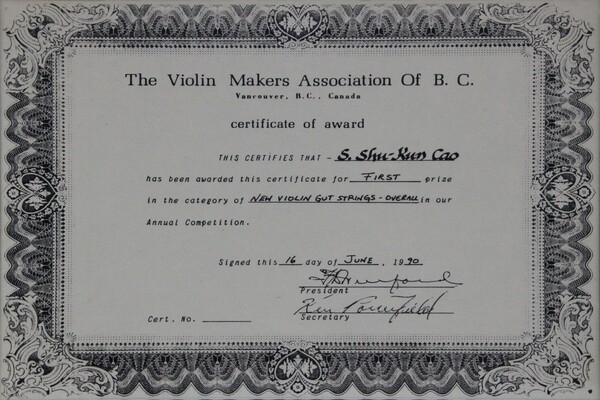 The Violin Makers Association Of B. C.
Vancouver, B.C., Canada
certificate of award
THIS CERTIFIES THAT - S. Shu-Kun Cao
has been awarded this certificate for FIRST prize
in the category of NEW VIOLIN GUT STRINGS - OVERALL in our
Annual Competition.
Signed this 16 day of JUNE, 1990
President
Ken
Secretary
Cert. No.